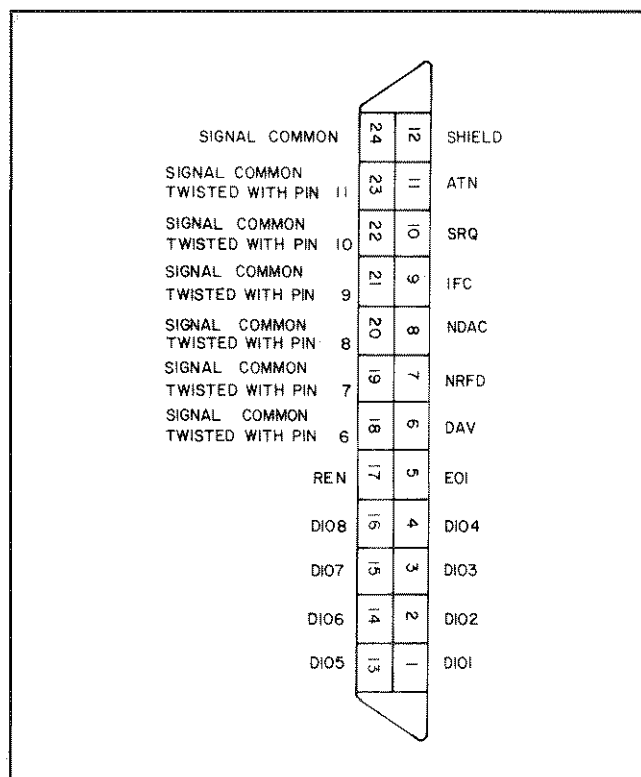 SIGNAL COMMON 24 12 SHIELD
SIGNAL COMMON
TWISTED WITH PIN 11 23 11 ATN
SIGNAL COMMON
TWISTED WITH PIN 10 22 10 SRQ
SIGNAL COMMON
TWISTED WITH PIN 9 21 9 IFC
SIGNAL COMMON
TWISTED WITH PIN 8 20 8 NDAC
SIGNAL COMMON
TWISTED WITH PIN 7 19 7 NRFD
SIGNAL COMMON
TWISTED WITH PIN 6 18 6 DAV
REN 17 5 EOI
DIO8 16 4 DIO4
DIO7 15 3 DIO3
DIO6 14 2 DIO2
DIO5 13 1 DIO1